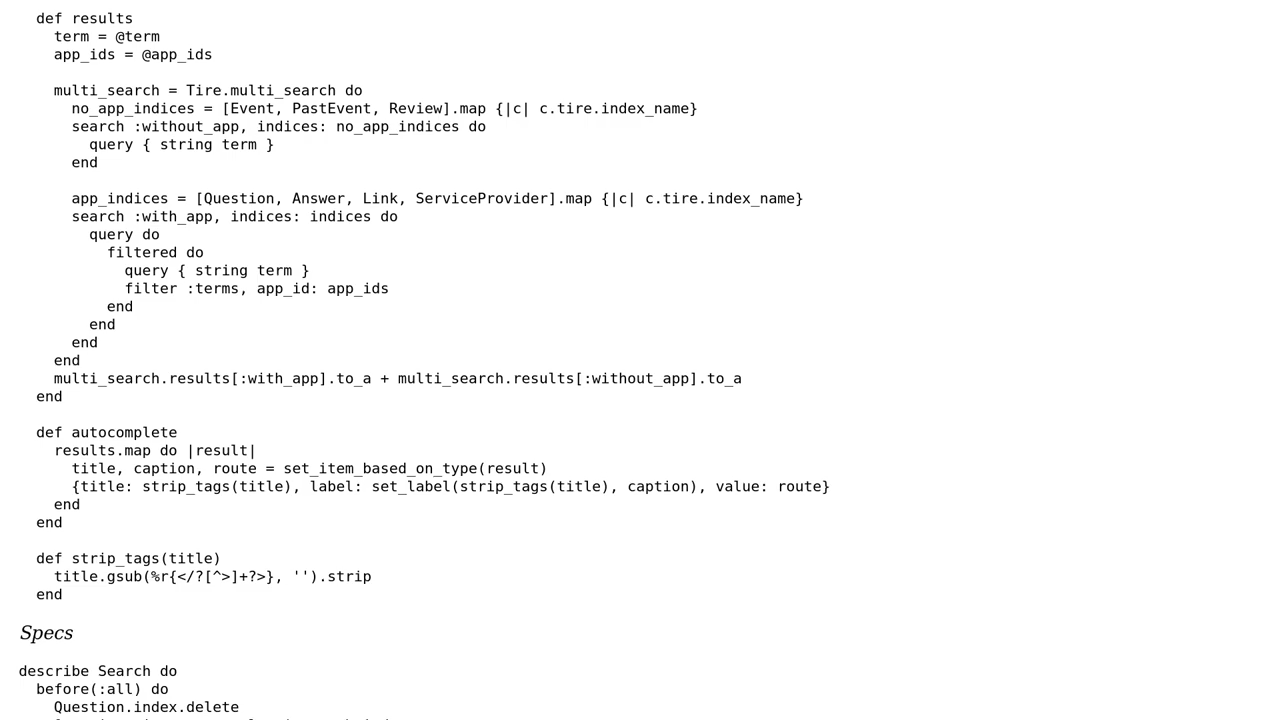 def results
term = @term
app_ids = @app_ids
multi_search = Tire.multi_search do
no_app_indices = [Event, PastEvent, Review].map {|c| c.tire.index_name}
search :without_app, indices: no_app_indices do
query { string term }
end
app_indices = [Question, Answer, Link, ServiceProvider].map {|c| c.tire.index_name}
search :with_app, indices: indices do
query do
filtered do
query { string term }
filter :terms, app_id: app_ids
end
end
end
end
multi_search.results[:with_app].to_a + multi_search.results[:without_app].to_a
end
def autocomplete
results.map do |result|
title, caption, route = set_item_based_on_type(result)
{title: strip_tags(title), label: set_label(strip_tags(title), caption), value: route}
end
end
def strip_tags(title)
title.gsub(%r{</?[^>]+?>}, '').strip
end
Specs
describe Search do
before(:all) do
Question.index.delete